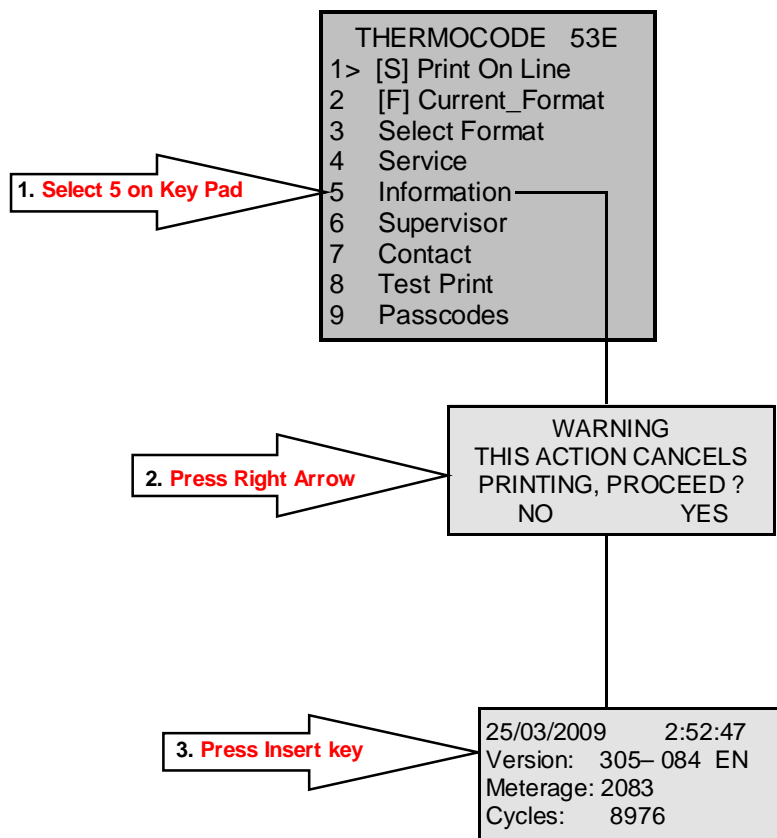 THERMOCODE 53E
1> [S] Print On Line
2 [F] Current_Format
3 Select Format
4 Service
1. Select 5 on Key Pad
5 Information
6 Supervisor
7 Contact
8 Test Print
9 Passcodes
2. Press Right Arrow
WARNING
THIS ACTION CANCELS
PRINTING, PROCEED ?
NO YES
3. Press Insert key
25/03/2009 2:52:47
Version: 305– 084 EN
Meterage: 2083
Cycles: 8976